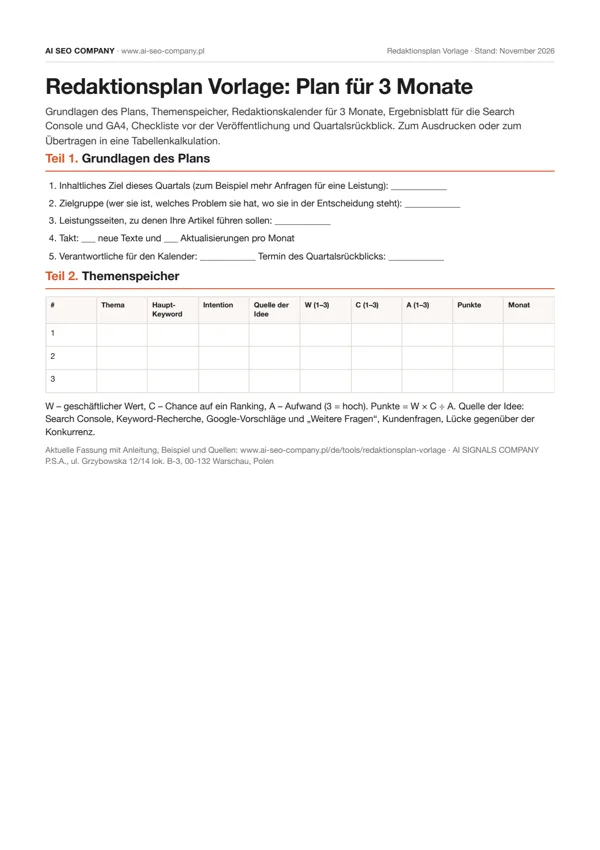 AI SEO COMPANY · www.ai-seo-company.pl
Redaktionsplan Vorlage · Stand: November 2026
Redaktionsplan Vorlage: Plan für 3 Monate
Grundlagen des Plans, Themenspeicher, Redaktionskalender für 3 Monate, Ergebnisblatt für die Search
Console und GA4, Checkliste vor der Veröffentlichung und Quartalsrückblick. Zum Ausdrucken oder zum
Übertragen in eine Tabellenkalkulation.
Teil 1. Grundlagen des Plans
1. Inhaltliches Ziel dieses Quartals (zum Beispiel mehr Anfragen für eine Leistung): ____________
2. Zielgruppe (wer sie ist, welches Problem sie hat, wo sie in der Entscheidung steht): ____________
3. Leistungsseiten, zu denen Ihre Artikel führen sollen: ____________
4. Takt: ___ neue Texte und ___ Aktualisierungen pro Monat
5. Verantwortliche für den Kalender: ____________ Termin des Quartalsrückblicks: ____________
Teil 2. Themenspeicher
# Thema Haupt-Keyword Intention Quelle der Idee W (1–3) C (1–3) A (1–3) Punkte Monat
1
2
3
W – geschäftlicher Wert, C – Chance auf ein Ranking, A – Aufwand (3 = hoch). Punkte = W × C ÷ A. Quelle der Idee:
Search Console, Keyword-Recherche, Google-Vorschläge und „Weitere Fragen“, Kundenfragen, Lücke gegenüber der
Konkurrenz.
Aktuelle Fassung mit Anleitung, Beispiel und Quellen: www.ai-seo-company.pl/de/tools/redaktionsplan-vorlage · AI SIGNALS COMPANY
P.S.A., ul. Grzybowska 12/14 lok. B-3, 00-132 Warschau, Polen